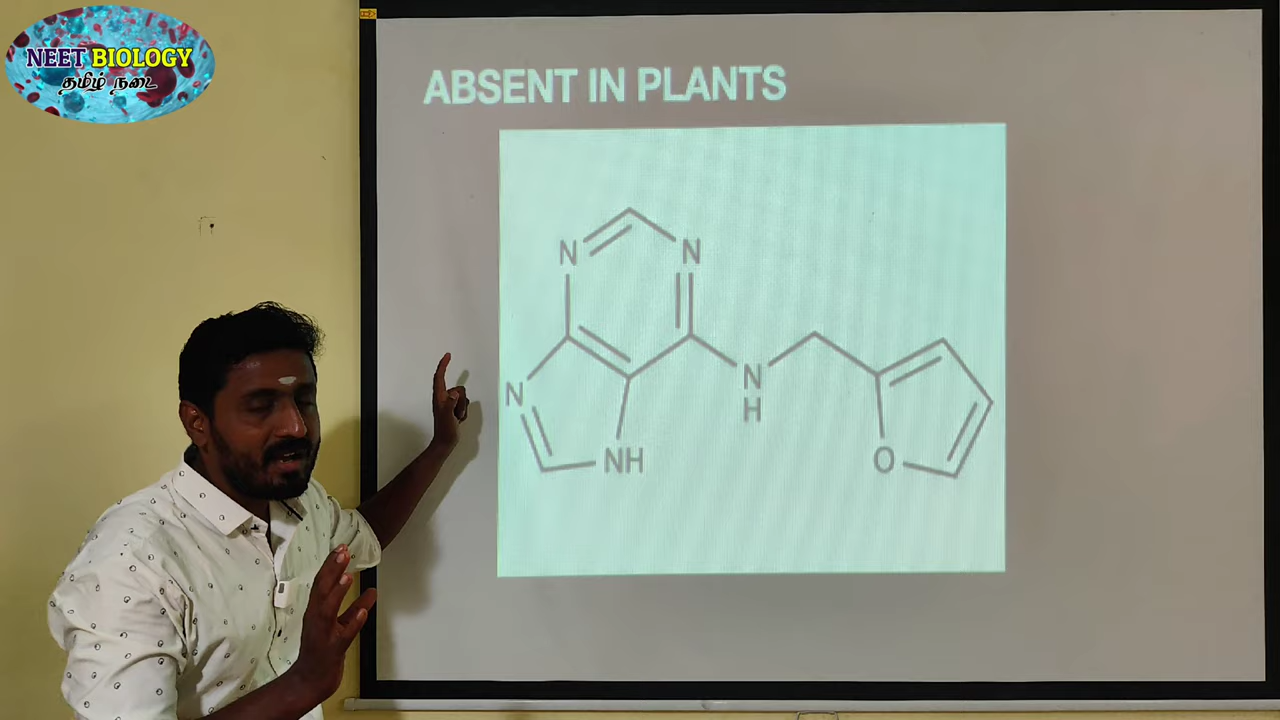 NEET BIOLOGY
தமிழ் நடை
ABSENT IN PLANTS
N
N
N
N
H
NH
O